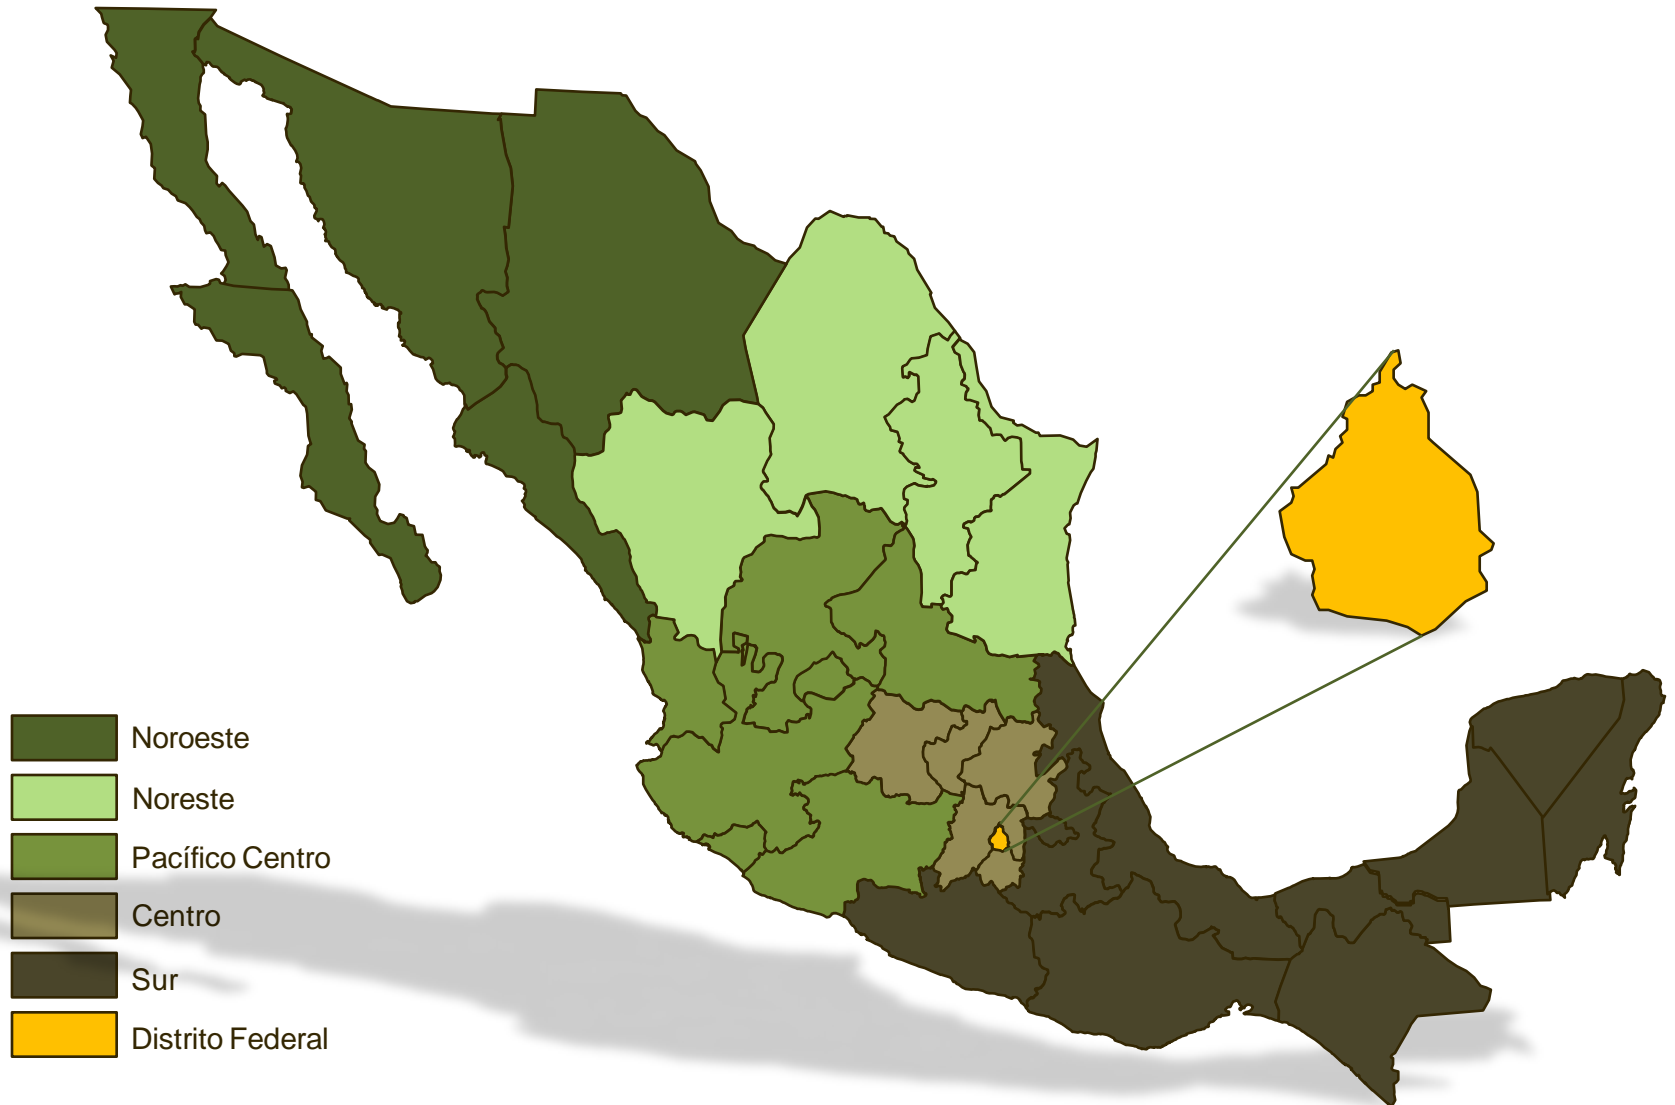 Noroeste
Noreste
Pacífico Centro
Centro
Sur
Distrito Federal